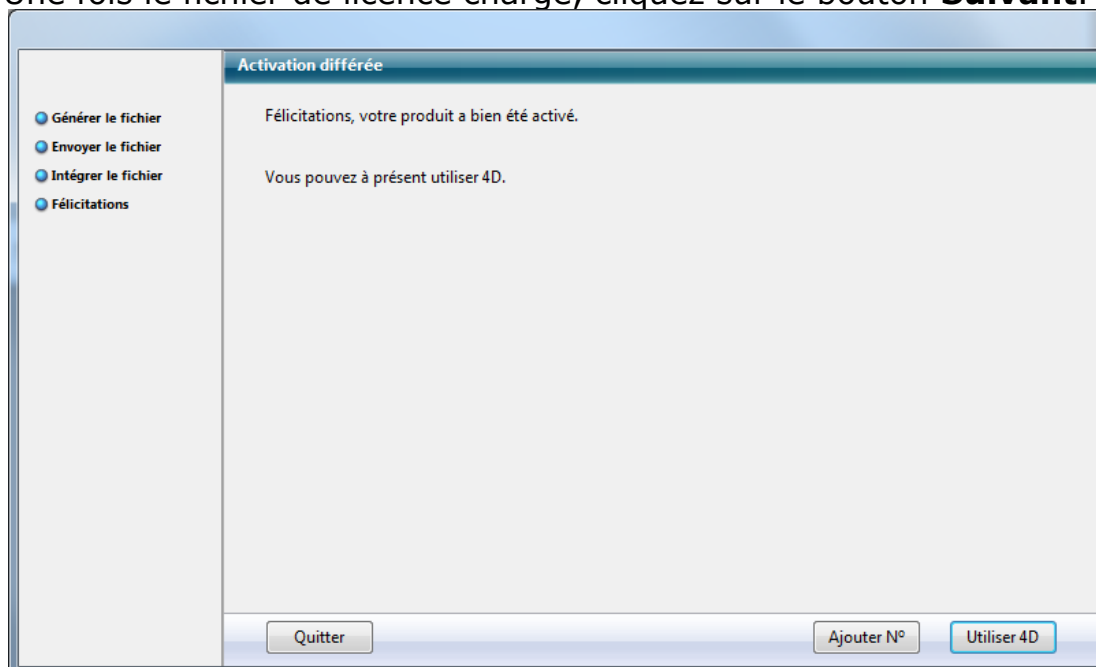 Une fois le fichier de licence chargé, cliquez sur le bouton Suivant.
Activation différée
Générer le fichier
Envoyer le fichier
Intégrer le fichier
Félicitations
Félicitations, votre produit a bien été activé.
Vous pouvez à présent utiliser 4D.
Quitter
Ajouter N°
Utiliser 4D